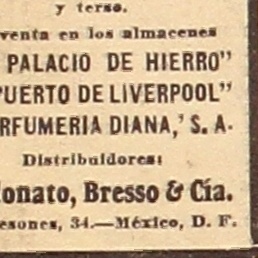 y terso.
venta en los almacenes
PALACIO DE HIERRO"
PUERTO DE LIVERPOOL"
RFUMERIA DIANA,' S. A.
Distribuidores:
onato, Bresso & Cía.
esones, 34.—México, D. F.